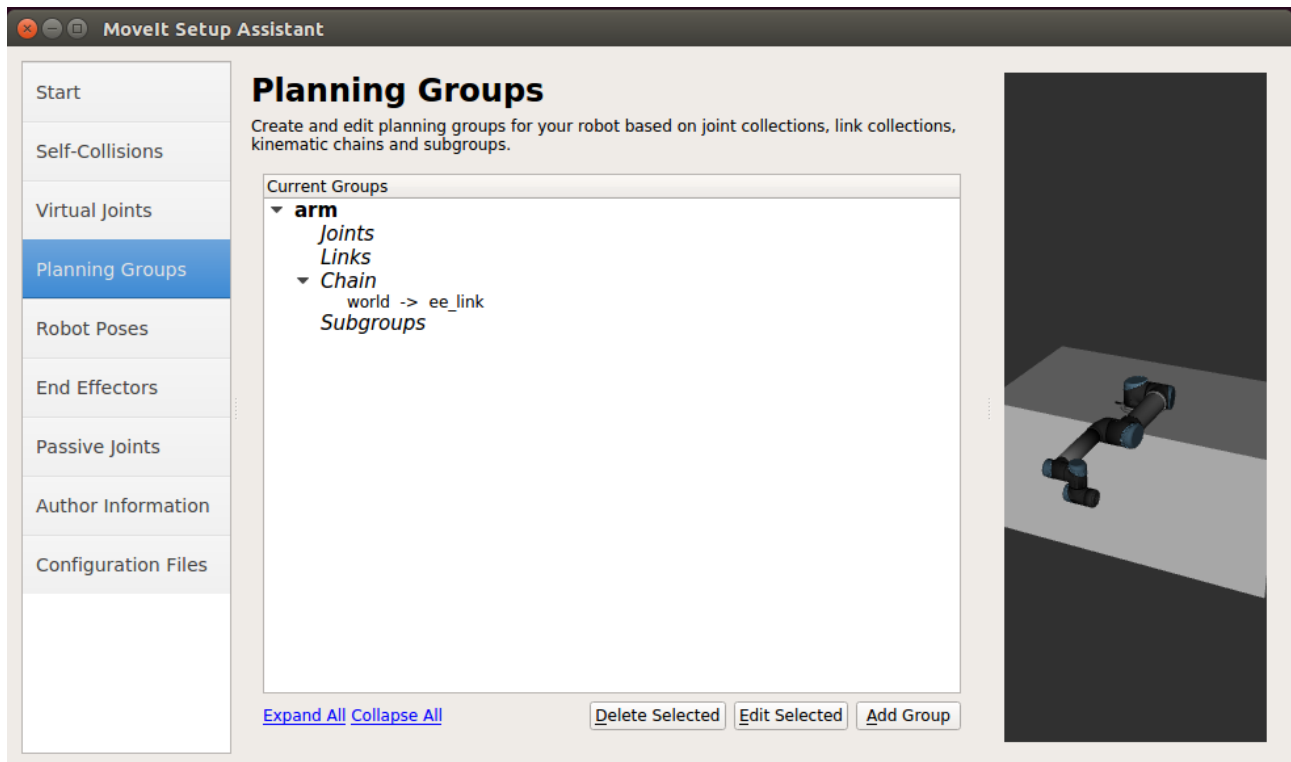 MoveIt Setup Assistant
Start
Self-Collisions
Virtual Joints
Planning Groups
Robot Poses
End Effectors
Passive Joints
Author Information
Configuration Files
Planning Groups
Create and edit planning groups for your robot based on joint collections, link collections,
kinematic chains and subgroups.
Current Groups
arm
Joints
Links
Chain
world -> ee_link
Subgroups
Expand All Collapse All Delete Selected Edit Selected Add Group